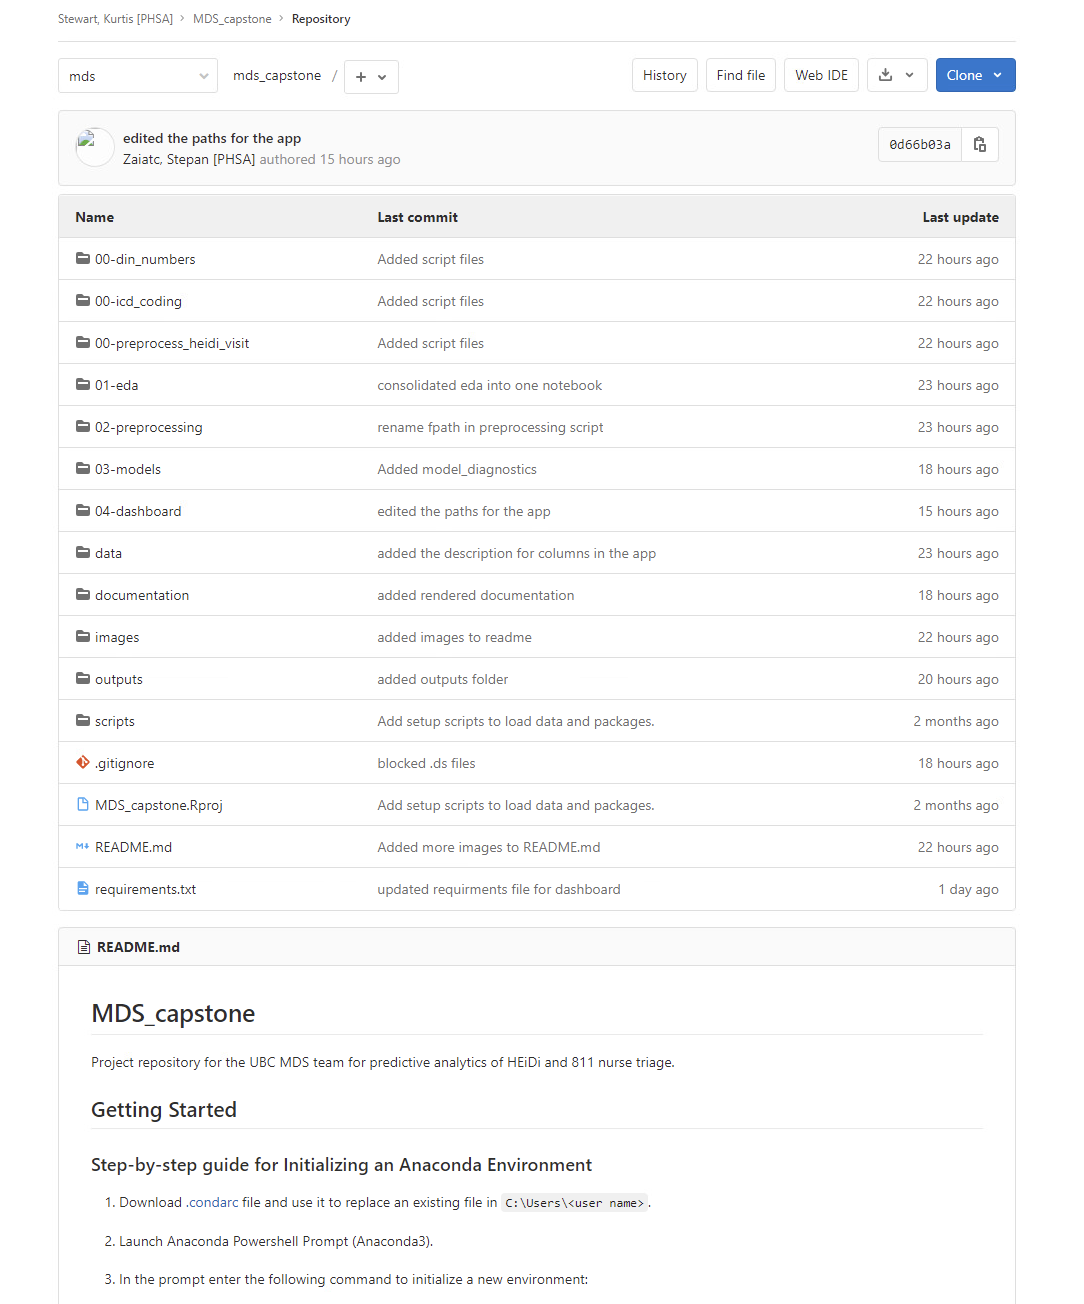 Stewart, Kurtis [PHSA] > MDS_capstone > Repository
mds mds_capstone / + History Find file Web IDE Clone
edited the paths for the app
Zaiatc, Stepan [PHSA] authored 15 hours ago 0d66b03a
Name Last commit Last update
00-din_numbers Added script files 22 hours ago
00-icd_coding Added script files 22 hours ago
00-preprocess_heidi_visit Added script files 22 hours ago
01-eda consolidated eda into one notebook 23 hours ago
02-preprocessing rename fpath in preprocessing script 23 hours ago
03-models Added model_diagnostics 18 hours ago
04-dashboard edited the paths for the app 15 hours ago
data added the description for columns in the app 23 hours ago
documentation added rendered documentation 18 hours ago
images added images to readme 22 hours ago
outputs added outputs folder 20 hours ago
scripts Add setup scripts to load data and packages. 2 months ago
.gitignore blocked .ds files 18 hours ago
MDS_capstone.Rproj Add setup scripts to load data and packages. 2 months ago
README.md Added more images to README.md 22 hours ago
requirements.txt updated requirments file for dashboard 1 day ago
README.md
MDS_capstone
Project repository for the UBC MDS team for predictive analytics of HEiDi and 811 nurse triage.
Getting Started
Step-by-step guide for Initializing an Anaconda Environment
1. Download .condarc file and use it to replace an existing file in C:\Users\<user name>.
2. Launch Anaconda Powershell Prompt (Anaconda3).
3. In the prompt enter the following command to initialize a new environment: